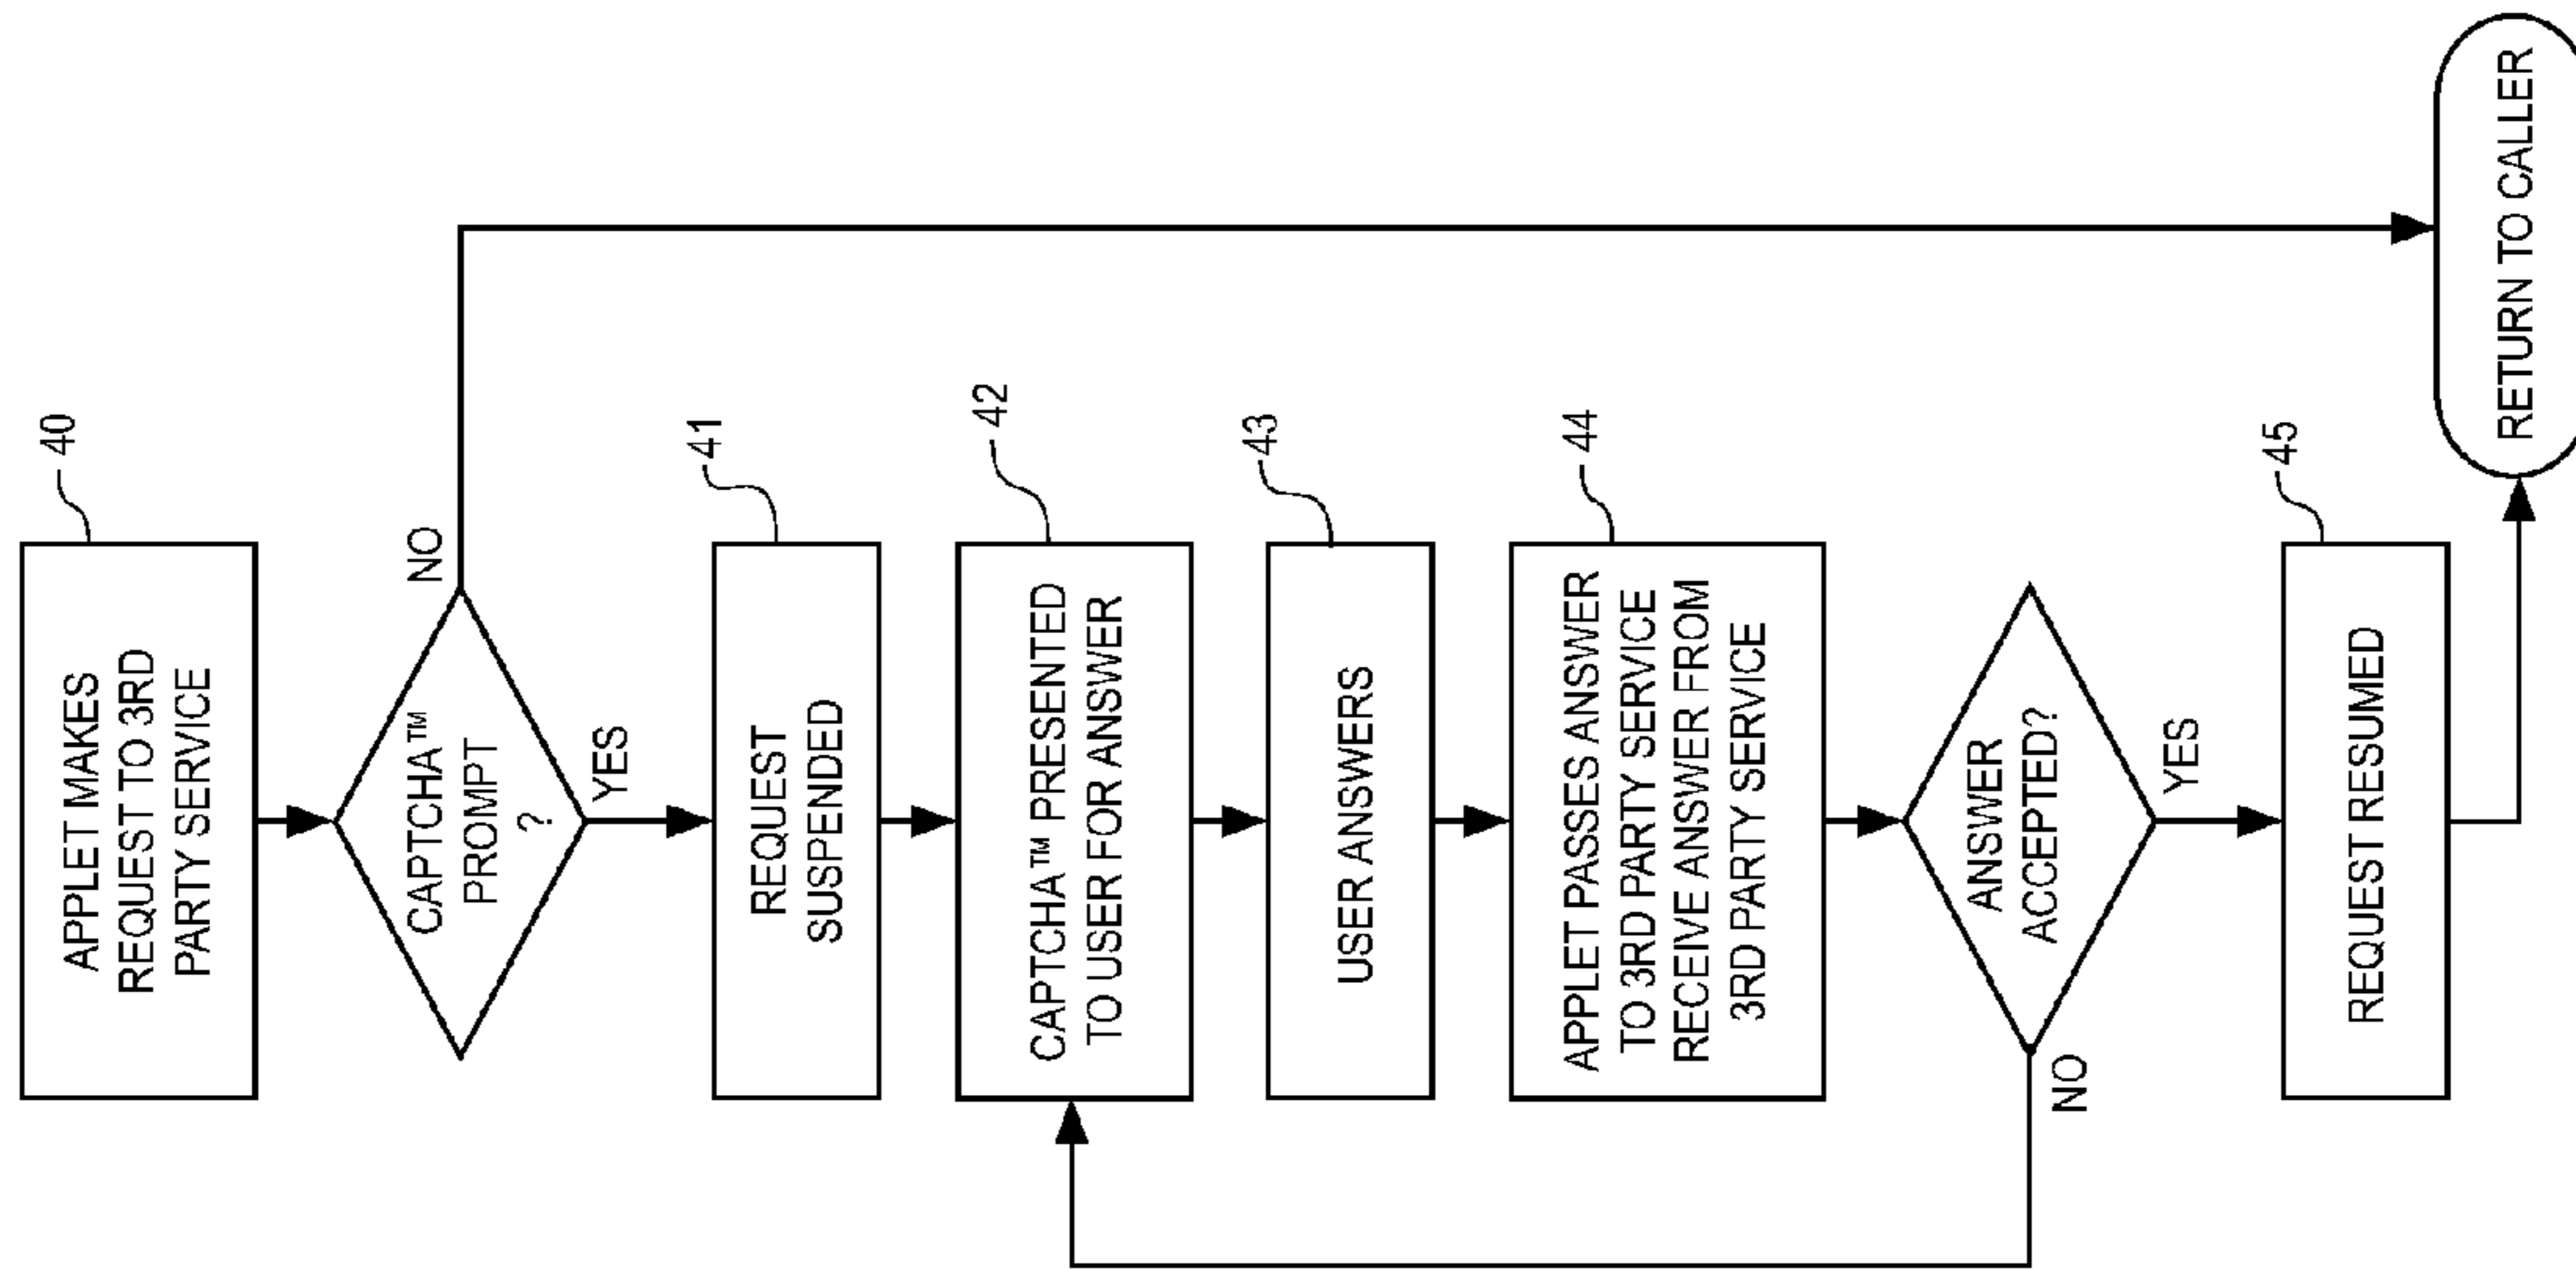 APPLET MAKES
REQUEST TO 3RD
PARTY SERVICE
40
CAPTCHA™
PROMPT
?
NO
YES
REQUEST
SUSPENDED
41
CAPTCHA™ PRESENTED
TO USER FOR ANSWER
42
USER ANSWERS
43
APPLET PASSES ANSWER
TO 3RD PARTY SERVICE
RECEIVE ANSWER FROM
3RD PARTY SERVICE
44
ANSWER
ACCEPTED?
NO
YES
REQUEST RESUMED
45
RETURN TO CALLER